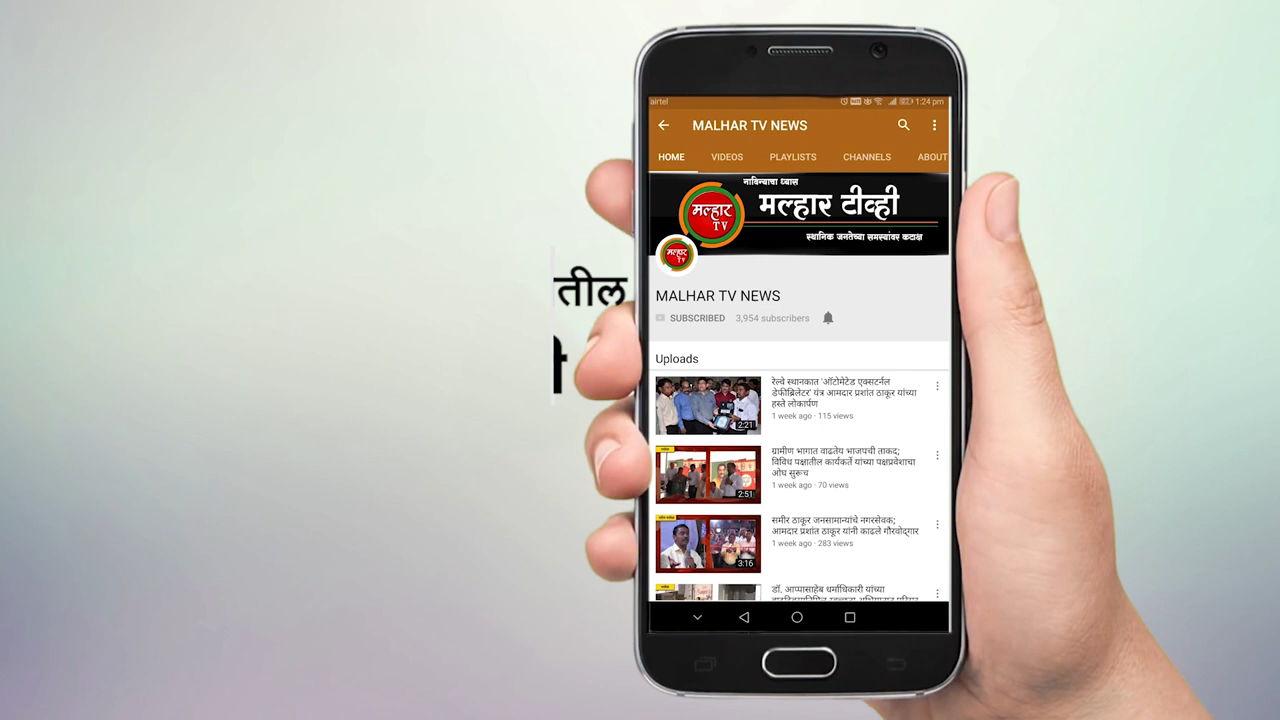 airtel 1:24 pm
MALHAR TV NEWS
HOME VIDEOS PLAYLISTS CHANNELS ABOUT
नाविन्याचा ध्यास
मल्हार टीव्ही
स्थानिक जनतेच्या समस्यांवर कटाक्ष
मल्हार
TV
मल्हार
TV
तील
MALHAR TV NEWS
SUBSCRIBED 3,954 subscribers
Uploads
रेल्वे स्थानकात 'ऑटोमेटेड एक्सटर्नल
डेफीब्रिलेटर' यंत्र आमदार प्रशांत ठाकूर यांच्या
हस्ते लोकार्पण
1 week ago · 115 views
2:21
ग्रामीण भागात वाढतेय भाजपची ताकद;
विविध पक्षातील कार्यकर्ते यांच्या पक्षप्रवेशाचा
ओघ सुरूच
1 week ago · 70 views
2:51
समीर ठाकूर जनसामान्यांचे नगरसेवक;
आमदार प्रशांत ठाकूर यांनी काढले गौरवोद्गार
1 week ago · 283 views
3:16
डॉ. आप्पासाहेब धर्माधिकारी यांच्या